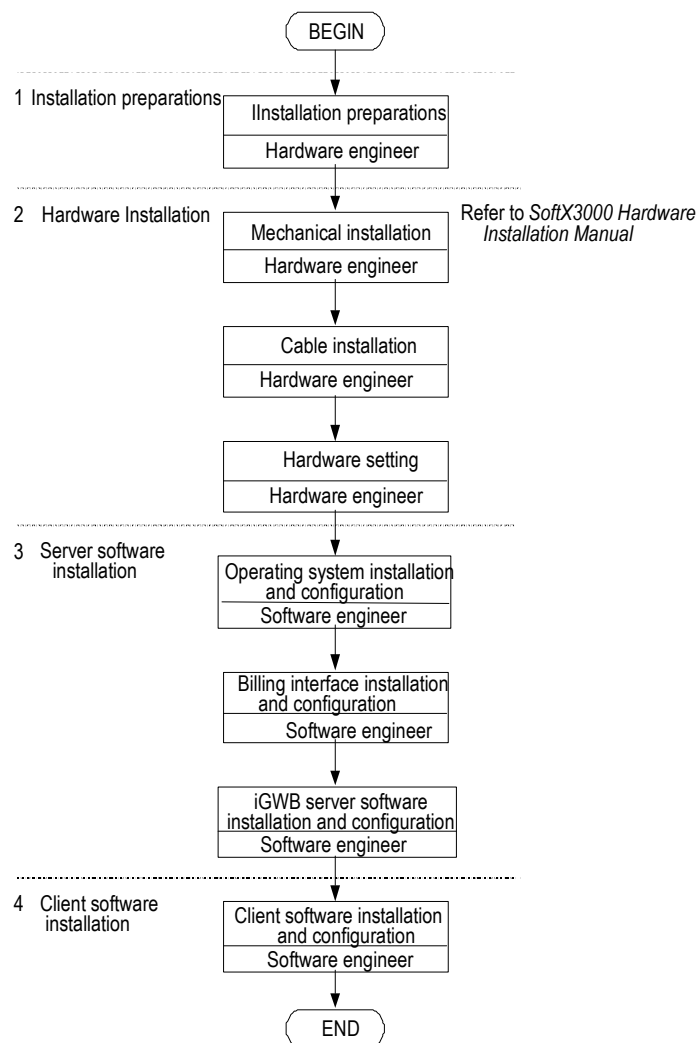 BEGIN
1 Installation preparations
IInstallation preparations
Hardware engineer
2 Hardware Installation
Mechanical installation
Hardware engineer
Refer to SoftX3000 Hardware
Installation Manual
Cable installation
Hardware engineer
Hardware setting
Hardware engineer
3 Server software
installation
Operating system installation
and configuration
Software engineer
Billing interface installation
and configuration
Software engineer
iGWB server software
installation and configuration
Software engineer
4 Client software
installation
Client software installation
and configuration
Software engineer
END